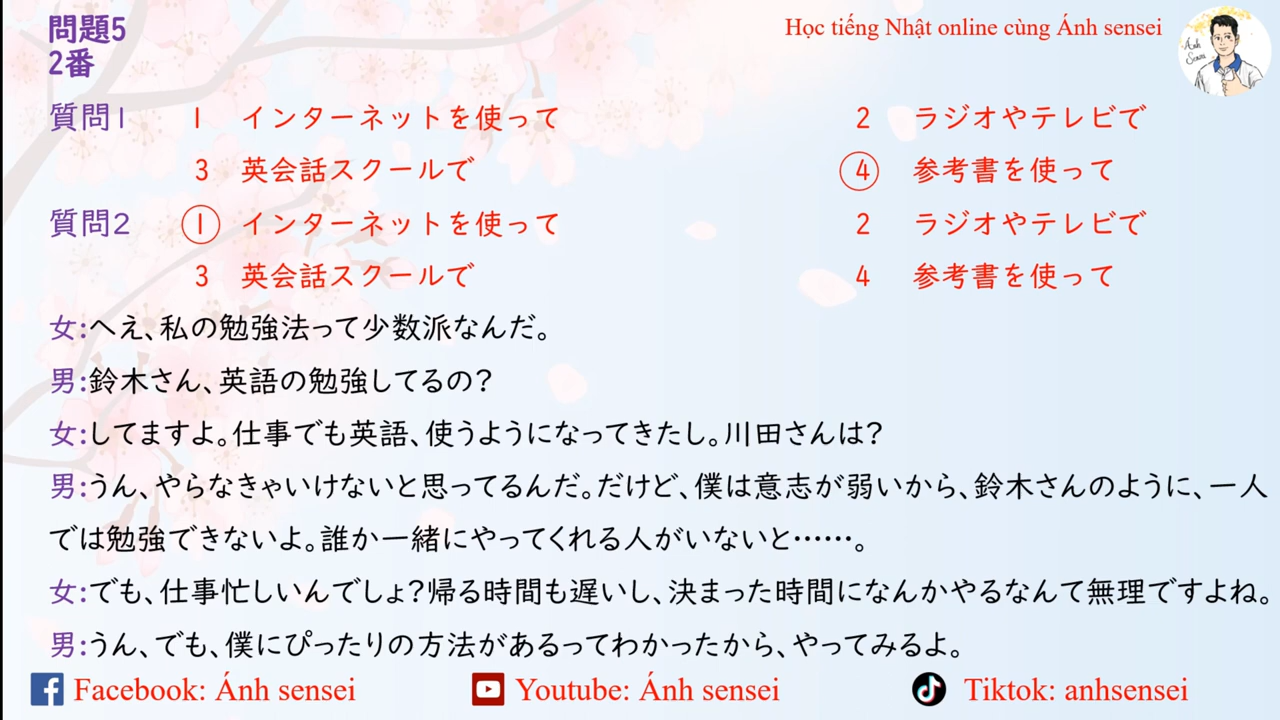 問題5
2番
Học tiếng Nhật online cùng Ánh sensei
Ánh Sensei
質問1 1 インターネットを使って 2 ラジオやテレビで
3 英会話スクールで 4 参考書を使って
質問2 1 インターネットを使って 2 ラジオやテレビで
3 英会話スクールで 4 参考書を使って
女:へえ、私の勉強法って少数派なんだ。
男:鈴木さん、英語の勉強してるの?
女:してますよ。仕事でも英語、使うようになってきたし。川田さんは?
男:うん、やらなきゃいけないと思ってるんだ。だけど、僕は意志が弱いから、鈴木さんのように、一人
では勉強できないよ。誰か一緒にやってくれる人がいないと……。
女:でも、仕事忙しいんでしょ?帰る時間も遅いし、決まった時間になんかやるなんて無理ですよね。
男:うん、でも、僕にぴったりの方法があるってわかったから、やってみるよ。
Facebook: Ánh sensei Youtube: Ánh sensei Tiktok: anhsensei